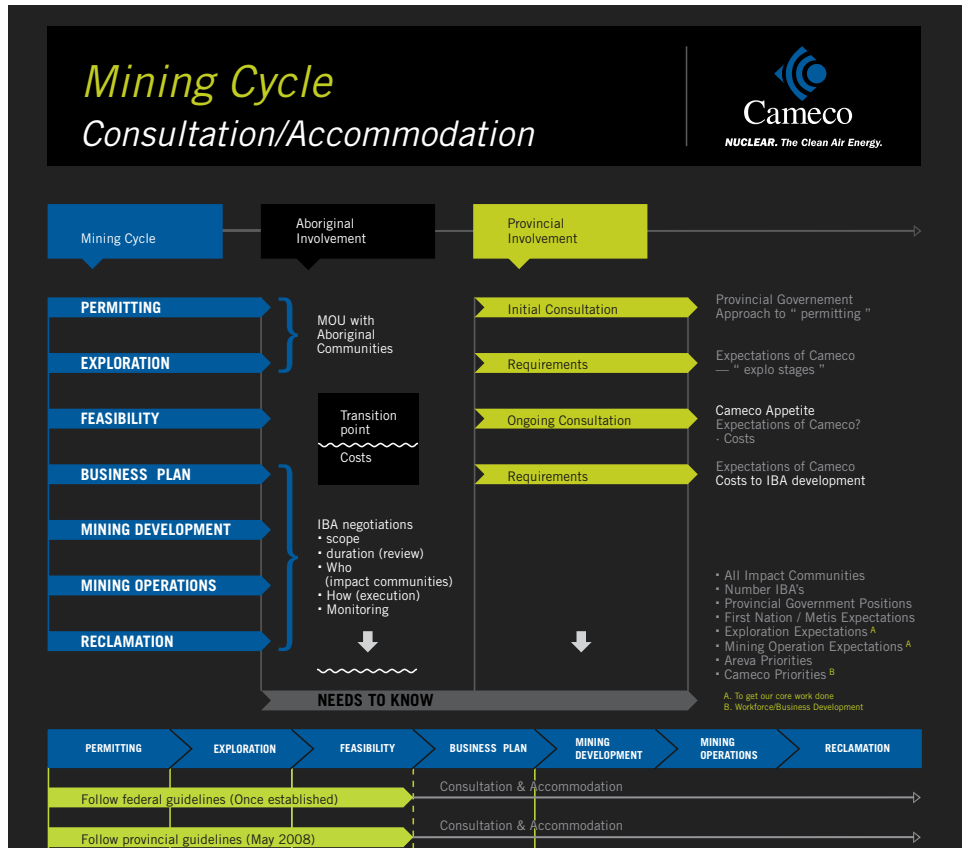 Mining Cycle
Consultation/Accommodation
Cameco
NUCLEAR. The Clean Air Energy.
Mining Cycle
Aboriginal
Involvement
Provincial
Involvement
PERMITTING
EXPLORATION
FEASIBILITY
BUSINESS PLAN
MINING DEVELOPMENT
MINING OPERATIONS
RECLAMATION
MOU with
Aboriginal
Communities
Transition
point
Costs
IBA negotiations
• scope
• duration (review)
• Who
(impact communities)
• How (execution)
• Monitoring
Initial Consultation
Requirements
Ongoing Consultation
Requirements
Provincial Governement
Approach to “ permitting ”
Expectations of Cameco
— “ explo stages ”
Cameco Appetite
Expectations of Cameco?
- Costs
Expectations of Cameco
Costs to IBA development
• All Impact Communities
• Number IBA's
• Provincial Government Positions
• First Nation / Metis Expectations
• Exploration Expectations A
• Mining Operation Expectations A
• Areva Priorities
• Cameco Priorities B
A. To get our core work done
B. Workforce/Business Development
NEEDS TO KNOW
PERMITTING
EXPLORATION
FEASIBILITY
BUSINESS PLAN
MINING
DEVELOPMENT
MINING
OPERATIONS
RECLAMATION
Follow federal guidelines (Once established)
Consultation & Accommodation
Follow provincial guidelines (May 2008)
Consultation & Accommodation